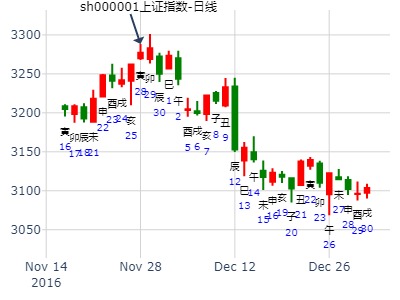 sh000001上证指数-日线
3300
3250
3200
3150
3100
3050
寅
16
卯
17
辰
18
未
21
申
22
酉
23
戌
24
亥
25
寅
28
卯
29
辰
30
巳
1
午
2
酉
5
戌
6
亥
7
子
8
丑
9
辰
12
巳
13
午
14
未
15
申
16
亥
19
子
20
丑
21
寅
22
卯
23
午
26
未
27
申
28
酉
29
戌
30
Nov 14
2016
Nov 28
Dec 12
Dec 26